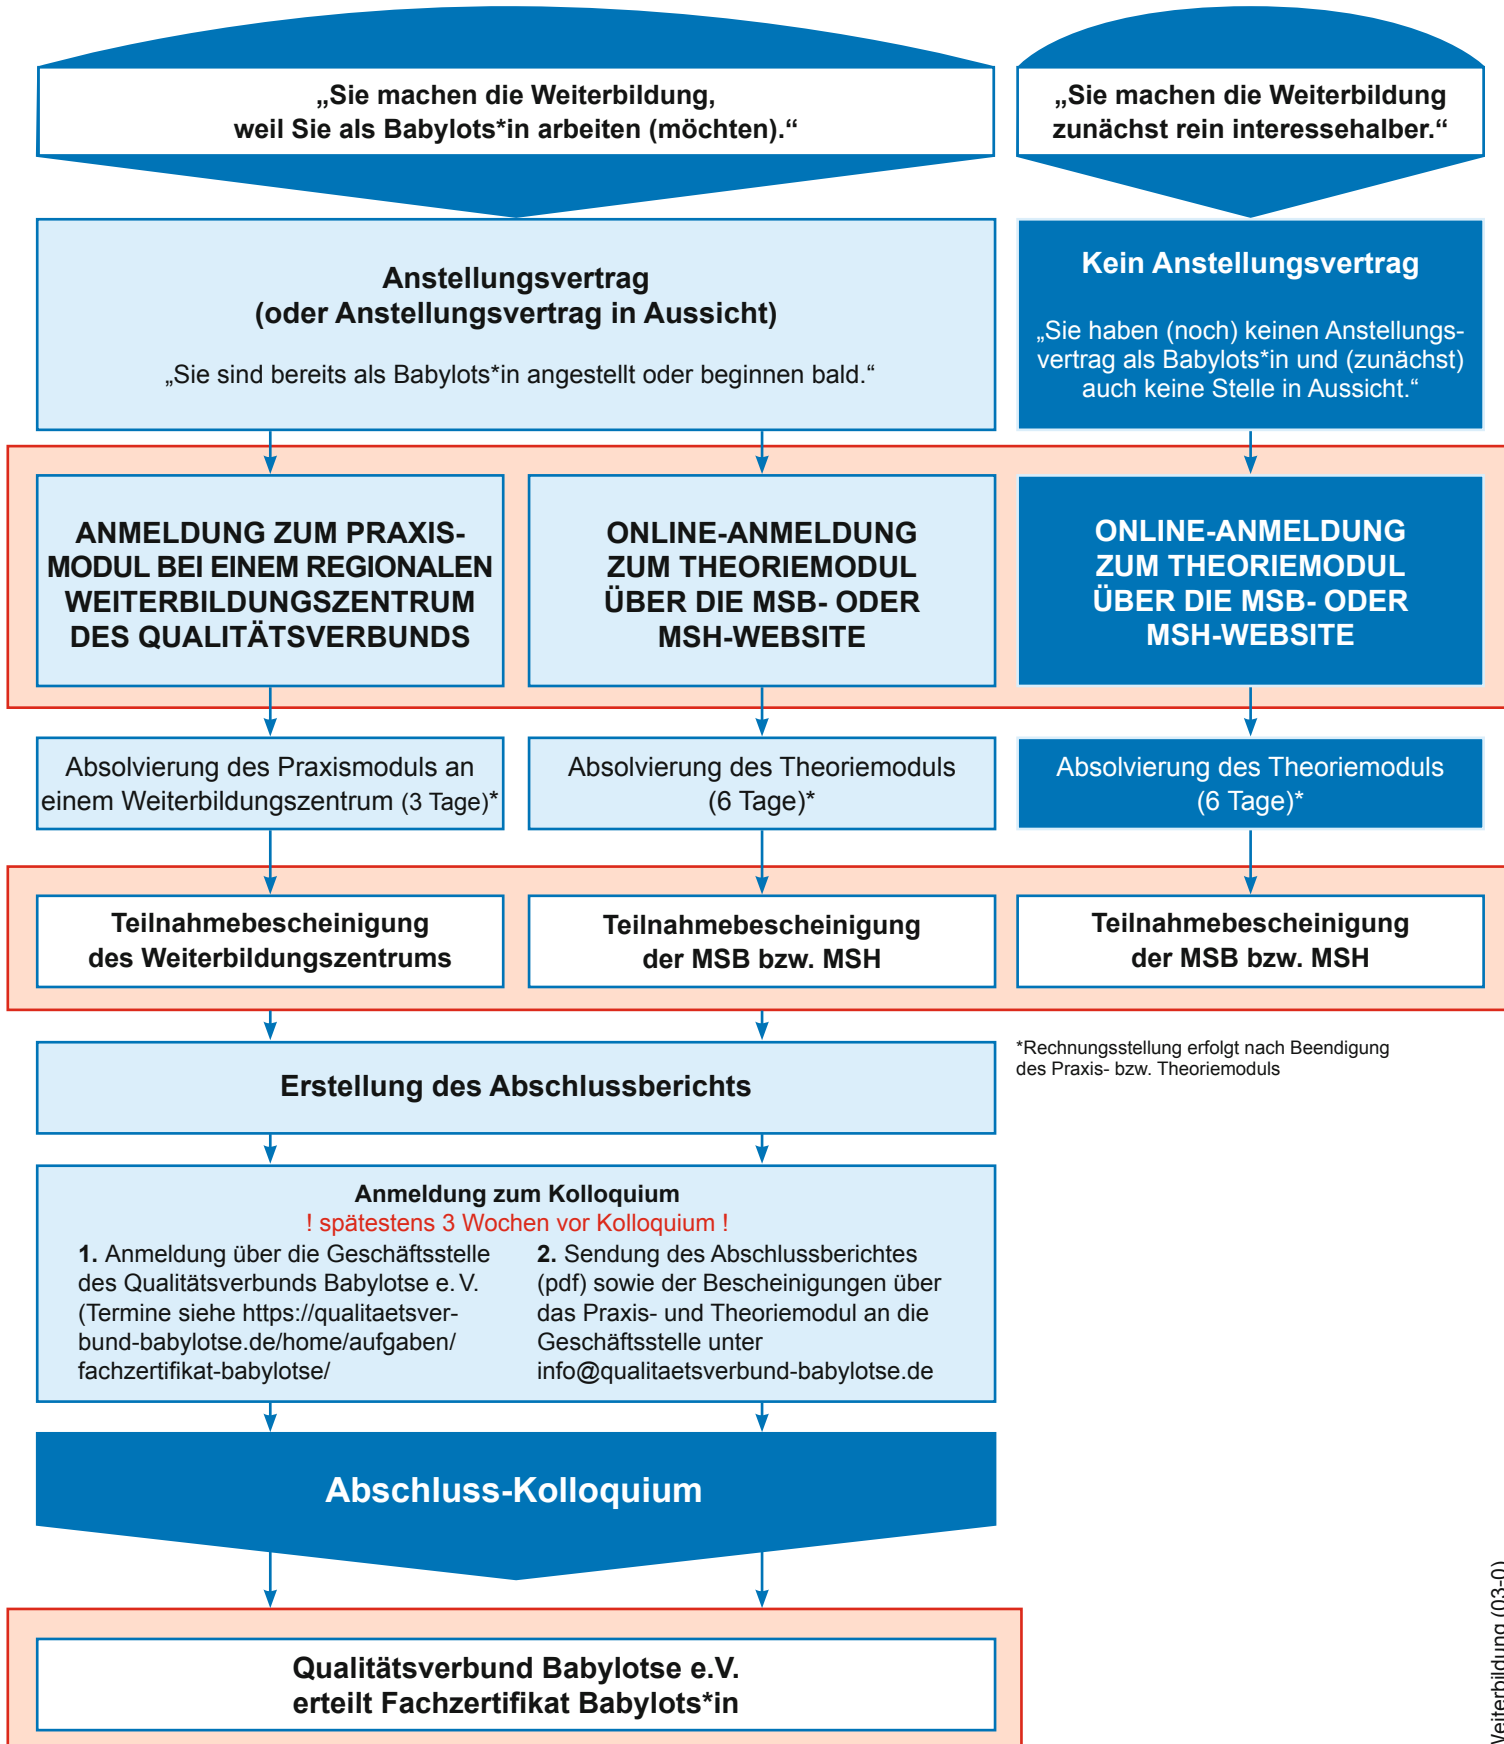 „Sie machen die Weiterbildung,
weil Sie als Babylots*in arbeiten (möchten).“
„Sie machen die Weiterbildung
zunächst rein interessehalber.“
Anstellungsvertrag
(oder Anstellungsvertrag in Aussicht)
„Sie sind bereits als Babylots*in angestellt oder beginnen bald.“
Kein Anstellungsvertrag
„Sie haben (noch) keinen Anstellungs-
vertrag als Babylots*in und (zunächst)
auch keine Stelle in Aussicht.“
ANMELDUNG ZUM PRAXIS-
MODUL BEI EINEM REGIONALEN
WEITERBILDUNGSZENTRUM
DES QUALITÄTSVERBUNDS
ONLINE-ANMELDUNG
ZUM THEORIEMODUL
ÜBER DIE MSB- ODER
MSH-WEBSITE
ONLINE-ANMELDUNG
ZUM THEORIEMODUL
ÜBER DIE MSB- ODER
MSH-WEBSITE
Absolvierung des Praxismoduls an
einem Weiterbildungszentrum (3 Tage)*
Absolvierung des Theoriemoduls
(6 Tage)*
Absolvierung des Theoriemoduls
(6 Tage)*
Teilnahmebescheinigung
des Weiterbildungszentrums
Teilnahmebescheinigung
der MSB bzw. MSH
Teilnahmebescheinigung
der MSB bzw. MSH
*Rechnungsstellung erfolgt nach Beendigung
des Praxis- bzw. Theoriemoduls
Erstellung des Abschlussberichts
Anmeldung zum Kolloquium
! spätestens 3 Wochen vor Kolloquium !
1. Anmeldung über die Geschäftsstelle
des Qualitätsverbunds Babylotse e. V.
(Termine siehe https://qualitaetsver-
bund-babylotse.de/home/aufgaben/
fachzertifikat-babylotse/
2. Sendung des Abschlussberichtes
(pdf) sowie der Bescheinigungen über
das Praxis- und Theoriemodul an die
Geschäftsstelle unter
info@qualitaetsverbund-babylotse.de
Abschluss-Kolloquium
Qualitätsverbund Babylotse e.V.
erteilt Fachzertifikat Babylots*in
Weiterbildung (03-0)